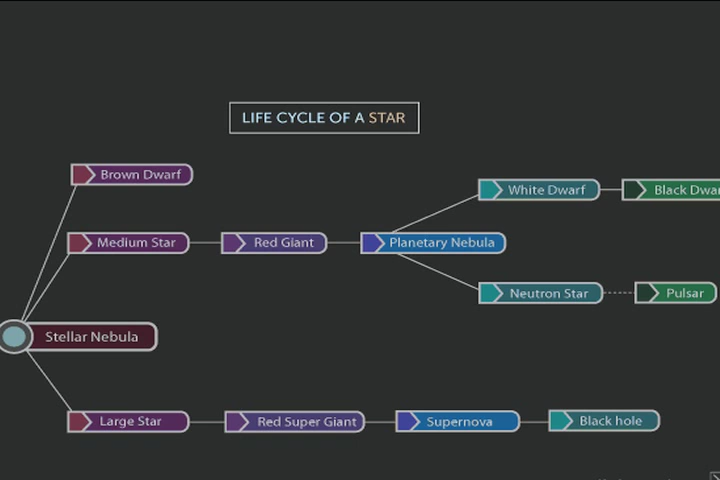 LIFE CYCLE OF A STAR
Brown Dwarf
White Dwarf
Black Dwar
Medium Star
Red Giant
Planetary Nebula
Neutron Star
Pulsar
Stellar Nebula
Large Star
Red Super Giant
Supernova
Black hole